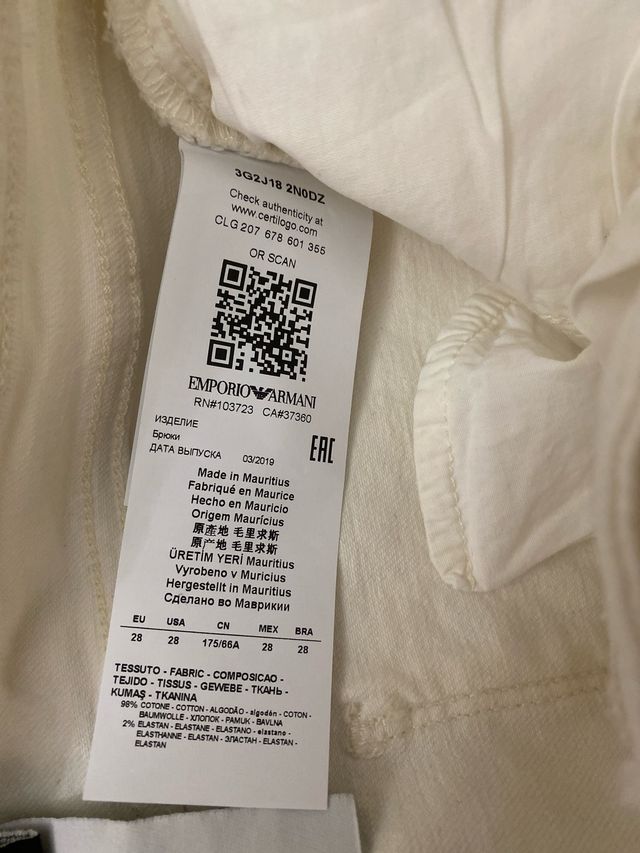 3G2J18 2N0DZ
Check authenticity at
www.certilogo.com
CLG 207 678 601 355
OR SCAN
EMPORIO ARMANI
RN#103723 CA#37360
ИЗДЕЛИЕ
Брюки
ДАТА ВЫПУСКА 03/2019
EAC
Made in Mauritius
Fabriqué en Maurice
Hecho en Mauricio
Origem Maurícius
原產地 毛里求斯
原产地 毛里求斯
ÜRETİM YERİ Mauritius
Vyrobeno v Muricius
Hergestellt in Mauritius
Сделано во Маврикии
EU USA CN MEX BRA
28 28 175/66A 28 28
TESSUTO - FABRIC - COMPOSICAO -
TEJIDO - TISSUS - GEWEBE - ТКАНЬ -
KUMAŞ - TKANINA
98% COTONE - COTTON - ALGODÃO - algodón - COTON -
BAUMWOLLE - ХЛОПОК - PAMUK - BAVLNA
2% ELASTAN - ELASTANE - ELASTANO - elastano -
ELASTHANNE - ELASTAN - ЭЛАСТАН - ELASTAN -
ELASTAN